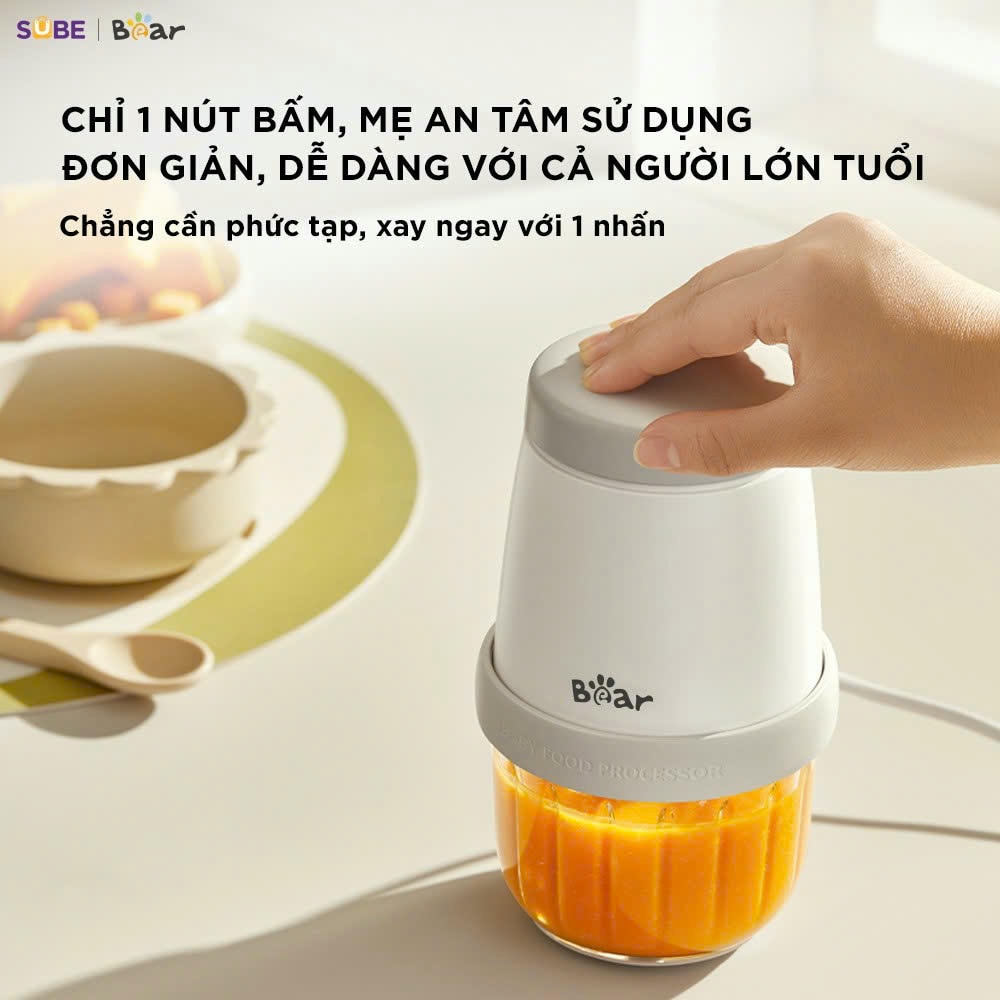 SUBE | Bear
CHỈ 1 NÚT BẤM, MẸ AN TÂM SỬ DỤNG
ĐƠN GIẢN, DỄ DÀNG VỚI CẢ NGƯỜI LỚN TUỔI
Chẳng cần phức tạp, xay ngay với 1 nhấn
Bear
BABY FOOD PROCESSOR